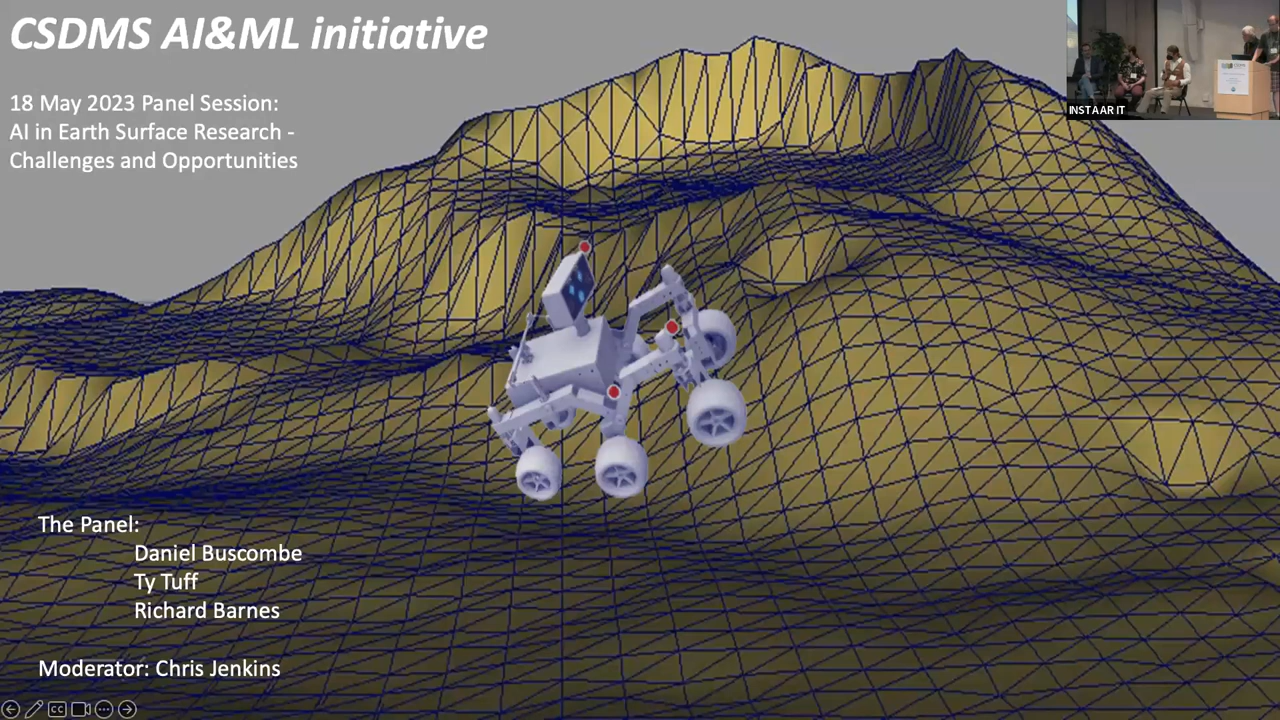 CSDMS AI&ML initiative
18 May 2023 Panel Session:
AI in Earth Surface Research -
Challenges and Opportunities
INSTAAR IT
The Panel:
Daniel Buscombe
Ty Tuff
Richard Barnes
Moderator: Chris Jenkins
CC